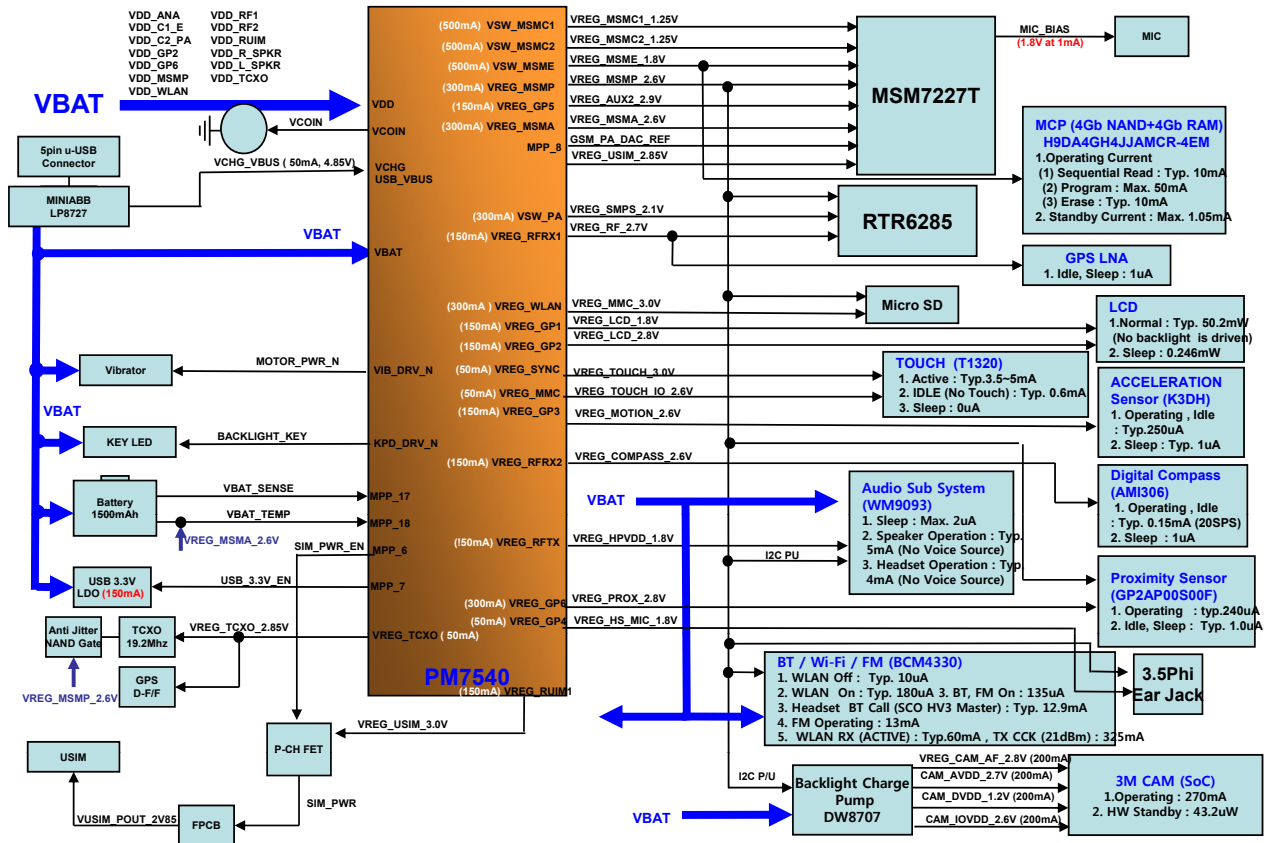 VDD_ANA VDD_RF1
VDD_C1_E VDD_RF2
VDD_C2_PA VDD_RUIM
VDD_GP2 VDD_R_SPKR
VDD_GP6 VDD_L_SPKR
VDD_MSMP VDD_TCXO
VDD_WLAN
VBAT
VDD
VCOIN
VCOIN
5pin u-USB
Connector
VCHG_VBUS ( 50mA, 4.85V)
VCHG
USB_VBUS
MINIABB
LP8727
VBAT
VBAT
Vibrator
MOTOR_PWR_N
VIB_DRV_N
VBAT
KEY LED
BACKLIGHT_KEY
KPD_DRV_N
Battery
1500mAh
VBAT_SENSE
MPP_17
VBAT_TEMP
MPP_18
VREG_MSMA_2.6V
SIM_PWR_EN
MPP_6
USB 3.3V
LDO (150mA)
USB_3.3V_EN
MPP_7
Anti Jitter
NAND Gate
TCXO
19.2Mhz
VREG_TCXO_2.85V
VREG_TCXO ( 50mA)
GPS
D-F/F
VREG_MSMP_2.6V
PM7540
(150mA) VREG_RUIM1
VREG_USIM_3.0V
P-CH FET
USIM
SIM_PWR
VUSIM_POUT_2V85
FPCB
(500mA) VSW_MSMC1
(500mA) VSW_MSMC2
(500mA) VSW_MSME
(300mA) VREG_MSMP
(150mA) VREG_GP5
(300mA) VREG_MSMA
MPP_8
(300mA) VSW_PA
(150mA) VREG_RFRX1
(300mA ) VREG_WLAN
(150mA) VREG_GP1
(150mA) VREG_GP2
(50mA) VREG_SYNC
(50mA) VREG_MMC
(150mA) VREG_GP3
(150mA) VREG_RFRX2
(!50mA) VREG_RFTX
(300mA) VREG_GP6
(50mA) VREG_GP4
VREG_MSMC1_1.25V
VREG_MSMC2_1.25V
VREG_MSME_1.8V
VREG_MSMP_2.6V
VREG_AUX2_2.9V
VREG_MSMA_2.6V
GSM_PA_DAC_REF
VREG_USIM_2.85V
VREG_SMPS_2.1V
VREG_RF_2.7V
VREG_MMC_3.0V
VREG_LCD_1.8V
VREG_LCD_2.8V
VREG_TOUCH_3.0V
VREG_TOUCH_IO_2.6V
VREG_MOTION_2.6V
VREG_COMPASS_2.6V
VREG_HPVDD_1.8V
VREG_PROX_2.8V
VREG_HS_MIC_1.8V
MSM7227T
MIC_BIAS
(1.8V at 1mA)
MIC
MCP (4Gb NAND+4Gb RAM)
H9DA4GH4JJAMCR-4EM
1.Operating Current
(1) Sequential Read : Typ. 10mA
(2) Program : Max. 50mA
(3) Erase : Typ. 10mA
2. Standby Current : Max. 1.05mA
RTR6285
GPS LNA
1. Idle, Sleep : 1uA
Micro SD
LCD
1.Normal : Typ. 50.2mW
(No backlight is driven)
2. Sleep : 0.246mW
TOUCH (T1320)
1. Active : Typ.3.5~5mA
2. IDLE (No Touch) : Typ. 0.6mA
3. Sleep : 0uA
ACCELERATION
Sensor (K3DH)
1. Operating , Idle
: Typ.250uA
2. Sleep : Typ. 1uA
Digital Compass
(AMI306)
1. Operating , Idle
: Typ. 0.15mA (20SPS)
2. Sleep : 1uA
VBAT
Audio Sub System
(WM9093)
1. Sleep : Max. 2uA
2. Speaker Operation : Typ.
5mA (No Voice Source)
3. Headset Operation : Typ.
4mA (No Voice Source)
I2C PU
Proximity Sensor
(GP2AP00S00F)
1. Operating : typ.240uA
2. Idle, Sleep : Typ. 1.0uA
BT / Wi-Fi / FM (BCM4330)
1. WLAN Off : Typ. 10uA
2. WLAN On : Typ. 180uA 3. BT, FM On : 135uA
3. Headset BT Call (SCO HV3 Master) : Typ. 12.9mA
4. FM Operating : 13mA
5. WLAN RX (ACTIVE) : Typ.60mA , TX CCK (21dBm) : 325mA
3.5Phi
Ear Jack
I2C P/U
Backlight Charge
Pump
DW8707
VBAT
VREG_CAM_AF_2.8V (200mA)
CAM_AVDD_2.7V (200mA)
CAM_DVDD_1.2V (200mA)
CAM_IOVDD_2.6V (200mA)
3M CAM (SoC)
1.Operating : 270mA
2. HW Standby : 43.2uW